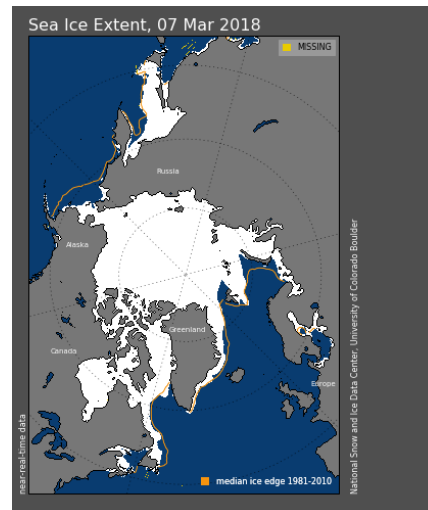 Sea Ice Extent, 07 Mar 2018
MISSING
Russia
Alaska
Greenland
Canada
Europe
near-real-time data
median ice edge 1981-2010
National Snow and Ice Data Center, University of Colorado Boulder